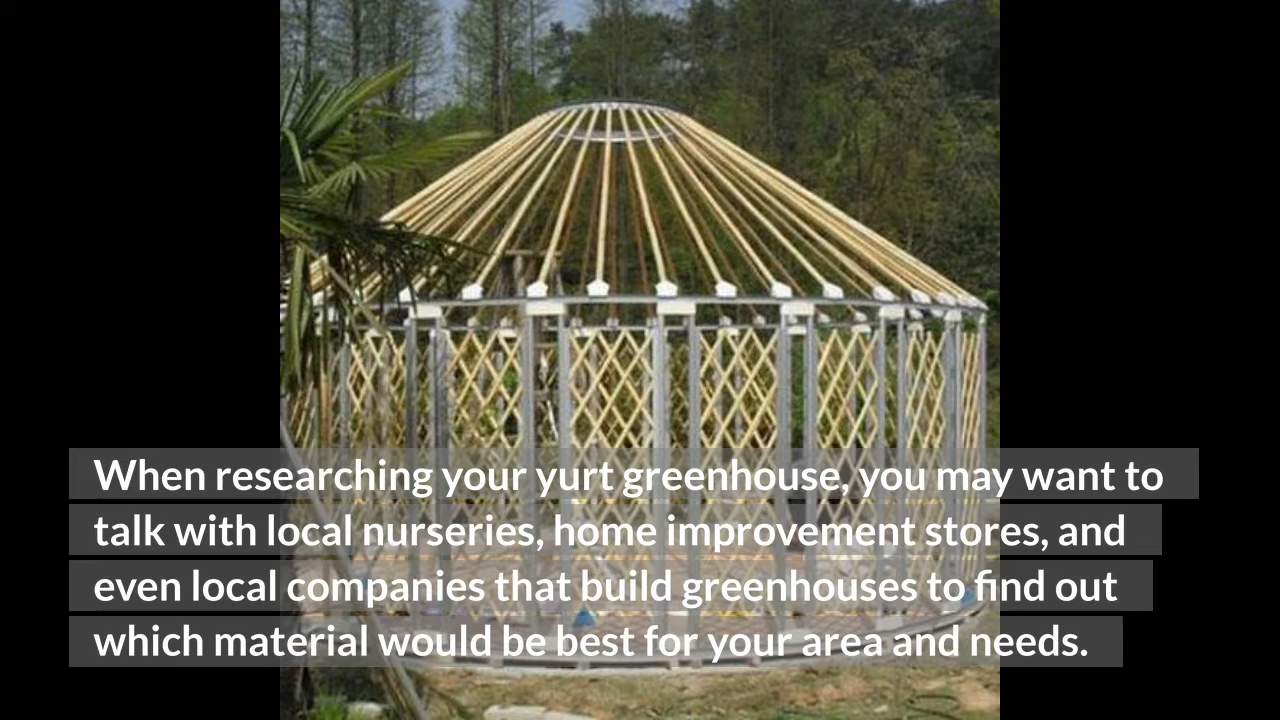 When researching your yurt greenhouse, you may want to
talk with local nurseries, home improvement stores, and
even local companies that build greenhouses to find out
which material would be best for your area and needs.